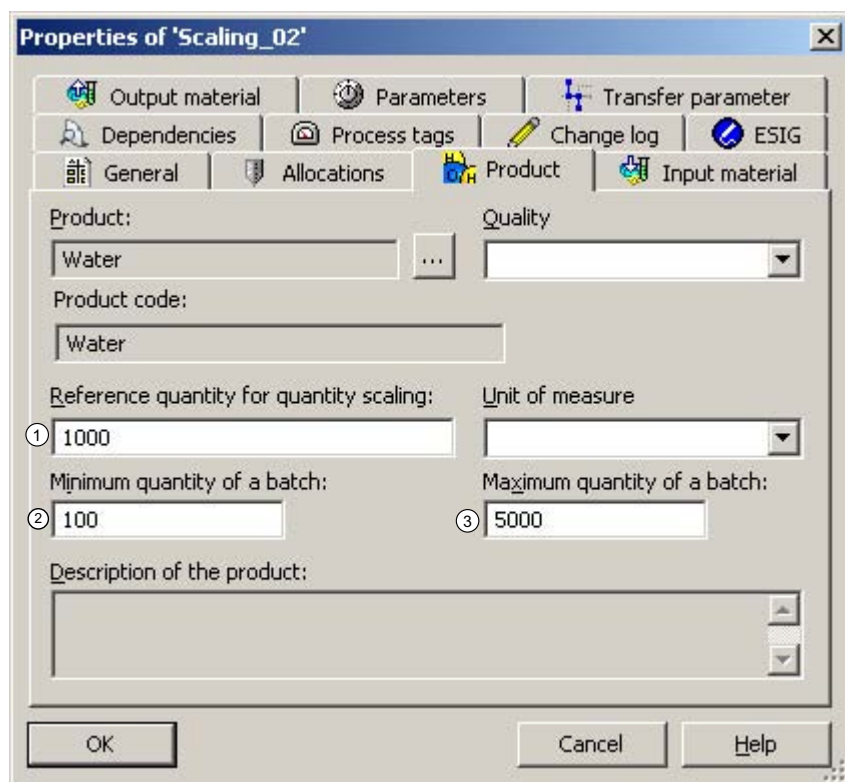 Properties of 'Scaling_02'
Output material Parameters Transfer parameter
Dependencies Process tags Change log ESIG
General Allocations Product Input material
Product: Quality
Water ...
Product code:
Water
Reference quantity for quantity scaling: Unit of measure
1 1000
Minimum quantity of a batch: Maximum quantity of a batch:
2 100 3 5000
Description of the product:
OK Cancel Help